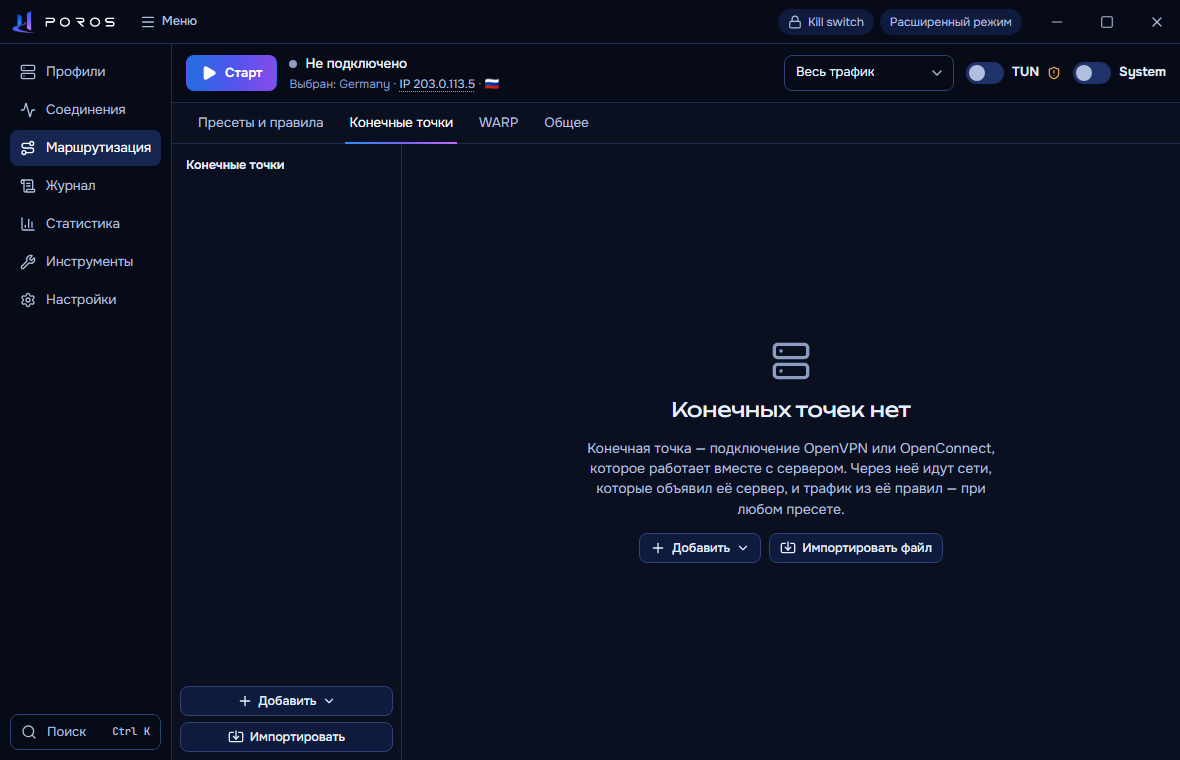 POROS
Меню
Kill switch
Расширенный режим
Профили
Соединения
Маршрутизация
Журнал
Статистика
Инструменты
Настройки
Поиск
Ctrl K
Старт
Не подключено
Выбран: Germany · IP 203.0.113.5 ·
Весь трафик
TUN
System
Пресеты и правила
Конечные точки
WARP
Общее
Конечные точки
Конечных точек нет
Конечная точка — подключение OpenVPN или OpenConnect,
которое работает вместе с сервером. Через неё идут сети,
которые объявил её сервер, и трафик из её правил — при
любом пресете.
Добавить
Импортировать файл
Добавить
Импортировать